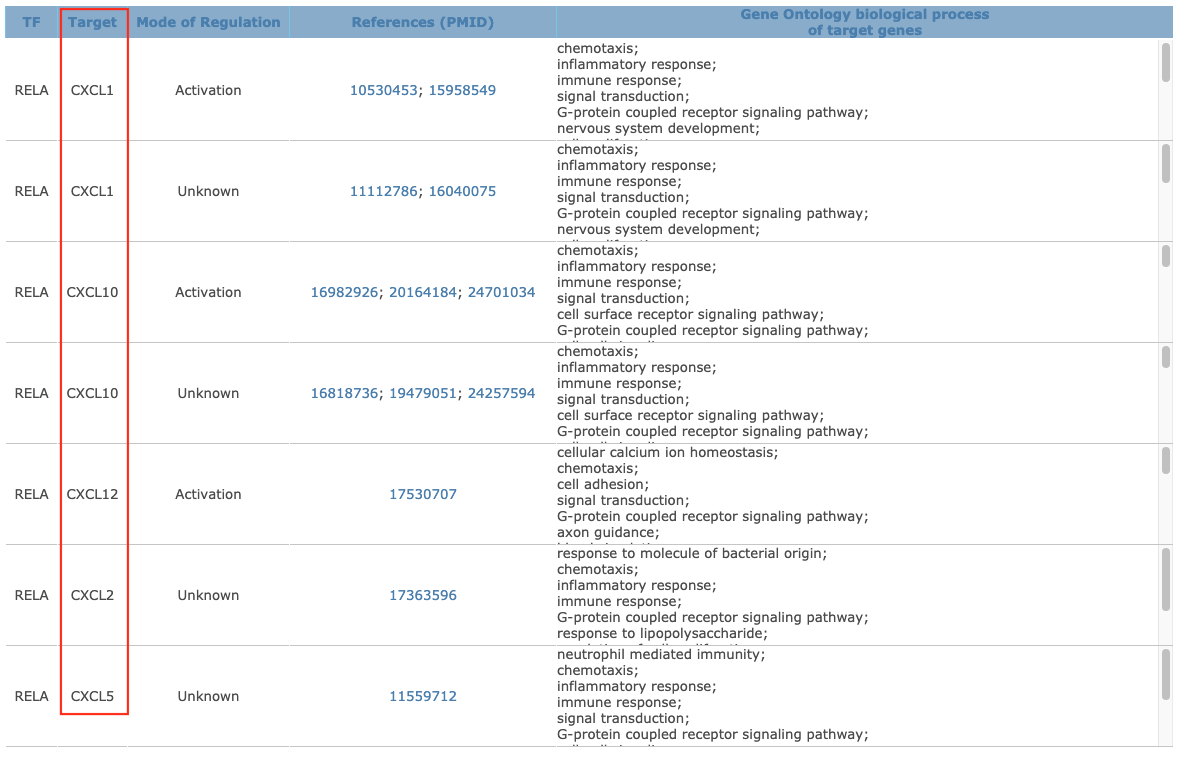 TF Target Mode of Regulation References (PMID) Gene Ontology biological process
of target genes
RELA CXCL1 Activation 10530453; 15958549
chemotaxis;
inflammatory response;
immune response;
signal transduction;
G-protein coupled receptor signaling pathway;
nervous system development;
RELA CXCL1 Unknown 11112786; 16040075
chemotaxis;
inflammatory response;
immune response;
signal transduction;
G-protein coupled receptor signaling pathway;
nervous system development;
RELA CXCL10 Activation 16982926; 20164184; 24701034
chemotaxis;
inflammatory response;
immune response;
signal transduction;
cell surface receptor signaling pathway;
G-protein coupled receptor signaling pathway;
RELA CXCL10 Unknown 16818736; 19479051; 24257594
chemotaxis;
inflammatory response;
immune response;
signal transduction;
cell surface receptor signaling pathway;
G-protein coupled receptor signaling pathway;
RELA CXCL12 Activation 17530707
cellular calcium ion homeostasis;
chemotaxis;
cell adhesion;
signal transduction;
G-protein coupled receptor signaling pathway;
axon guidance;
RELA CXCL2 Unknown 17363596
response to molecule of bacterial origin;
chemotaxis;
inflammatory response;
immune response;
G-protein coupled receptor signaling pathway;
response to lipopolysaccharide;
RELA CXCL5 Unknown 11559712
neutrophil mediated immunity;
chemotaxis;
inflammatory response;
immune response;
signal transduction;
G-protein coupled receptor signaling pathway;